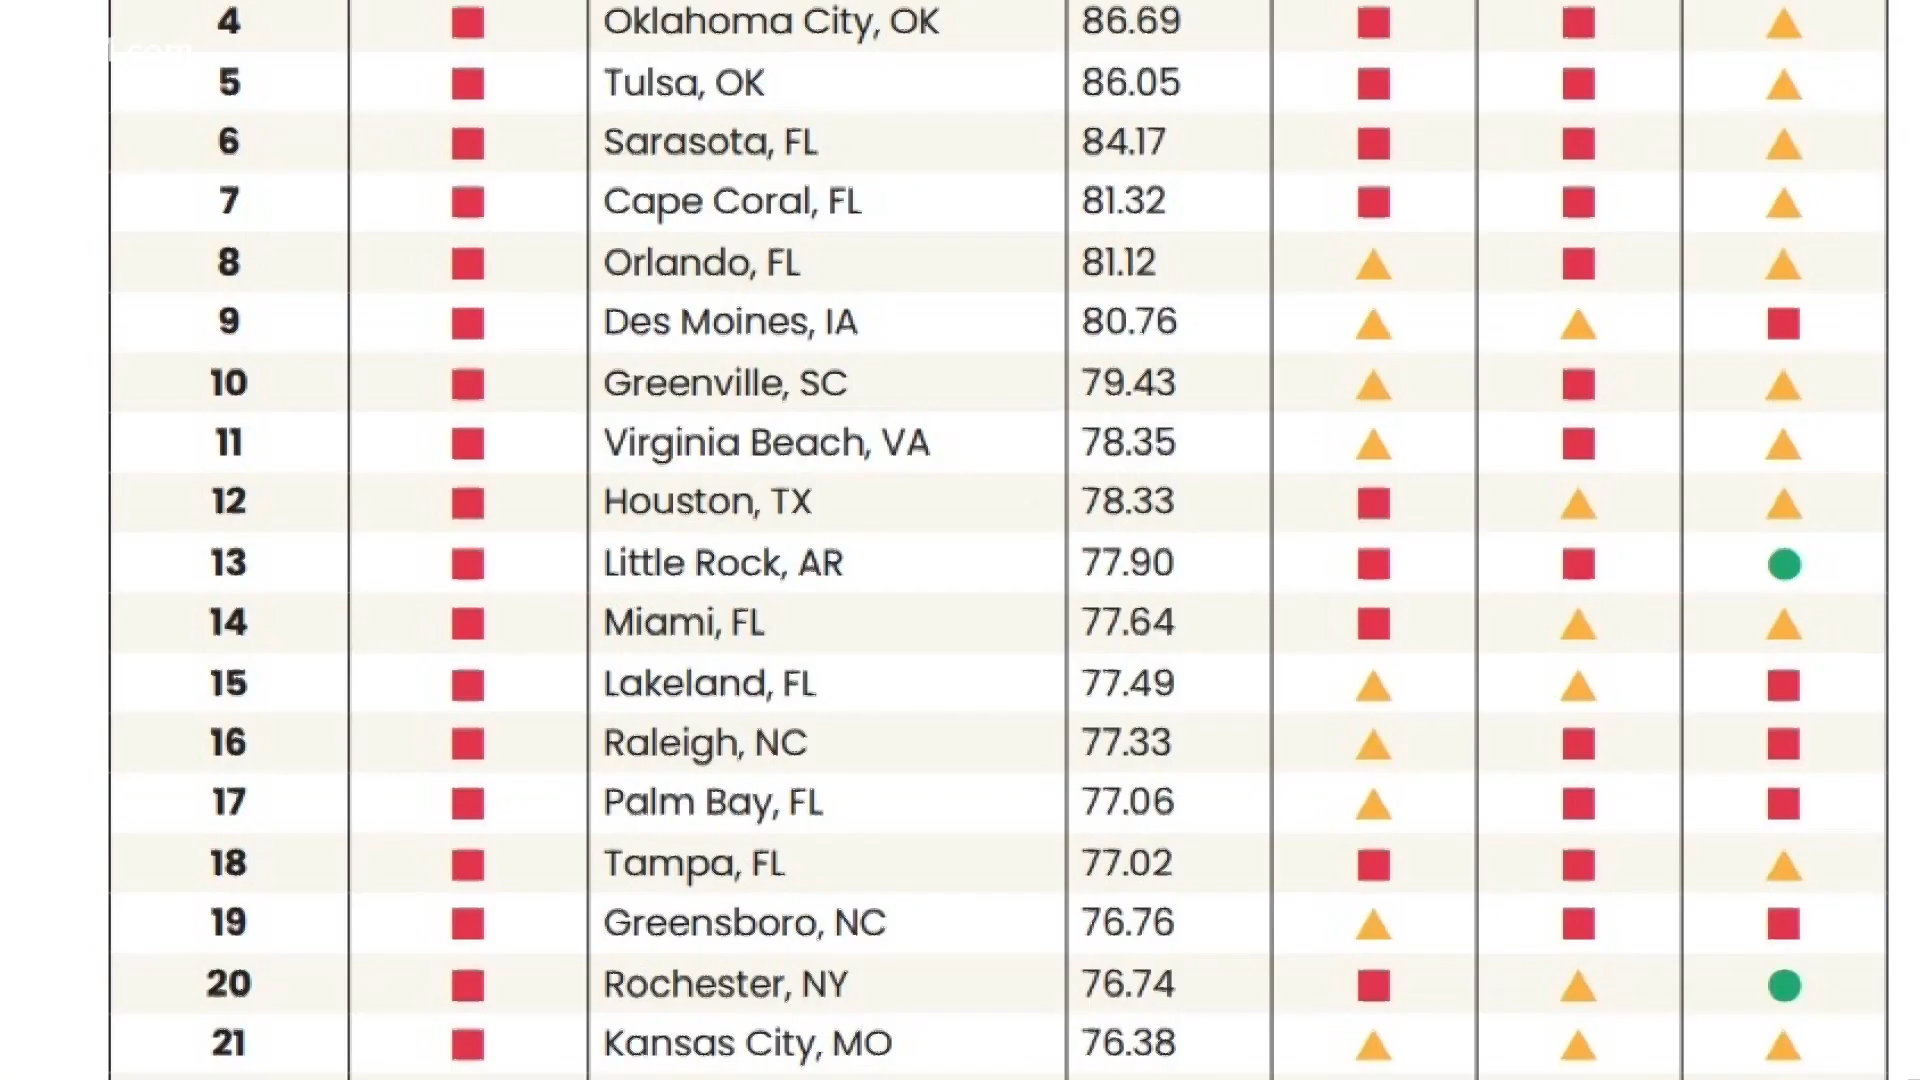 4 Oklahoma City, OK 86.69
.com
5 Tulsa, OK 86.05
6 Sarasota, FL 84.17
7 Cape Coral, FL 81.32
8 Orlando, FL 81.12
9 Des Moines, IA 80.76
10 Greenville, SC 79.43
11 Virginia Beach, VA 78.35
12 Houston, TX 78.33
13 Little Rock, AR 77.90
14 Miami, FL 77.64
15 Lakeland, FL 77.49
16 Raleigh, NC 77.33
17 Palm Bay, FL 77.06
18 Tampa, FL 77.02
19 Greensboro, NC 76.76
20 Rochester, NY 76.74
21 Kansas City, MO 76.38